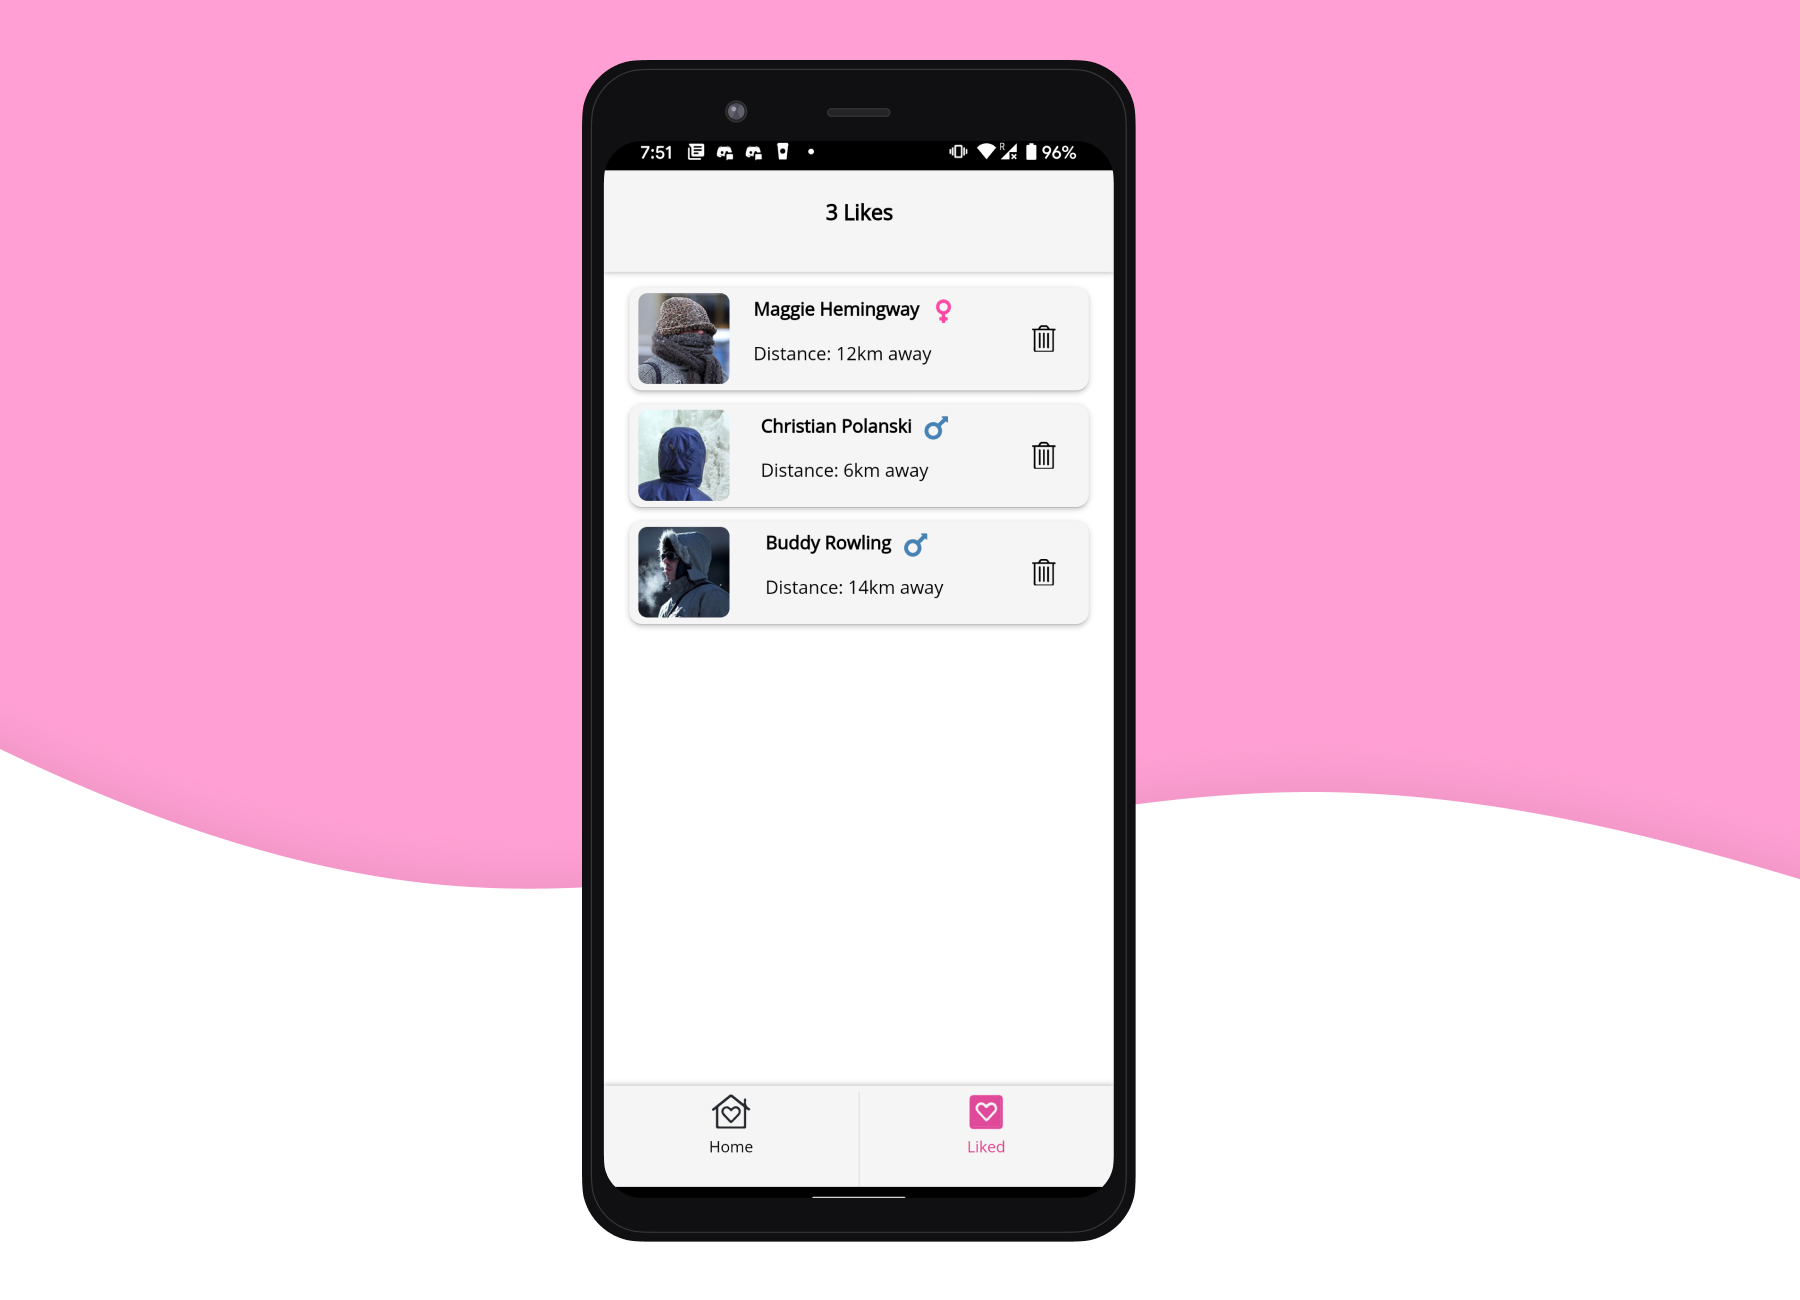 7:51 R 96%
3 Likes
Maggie Hemingway
Distance: 12km away
Christian Polanski
Distance: 6km away
Buddy Rowling
Distance: 14km away
Home Liked